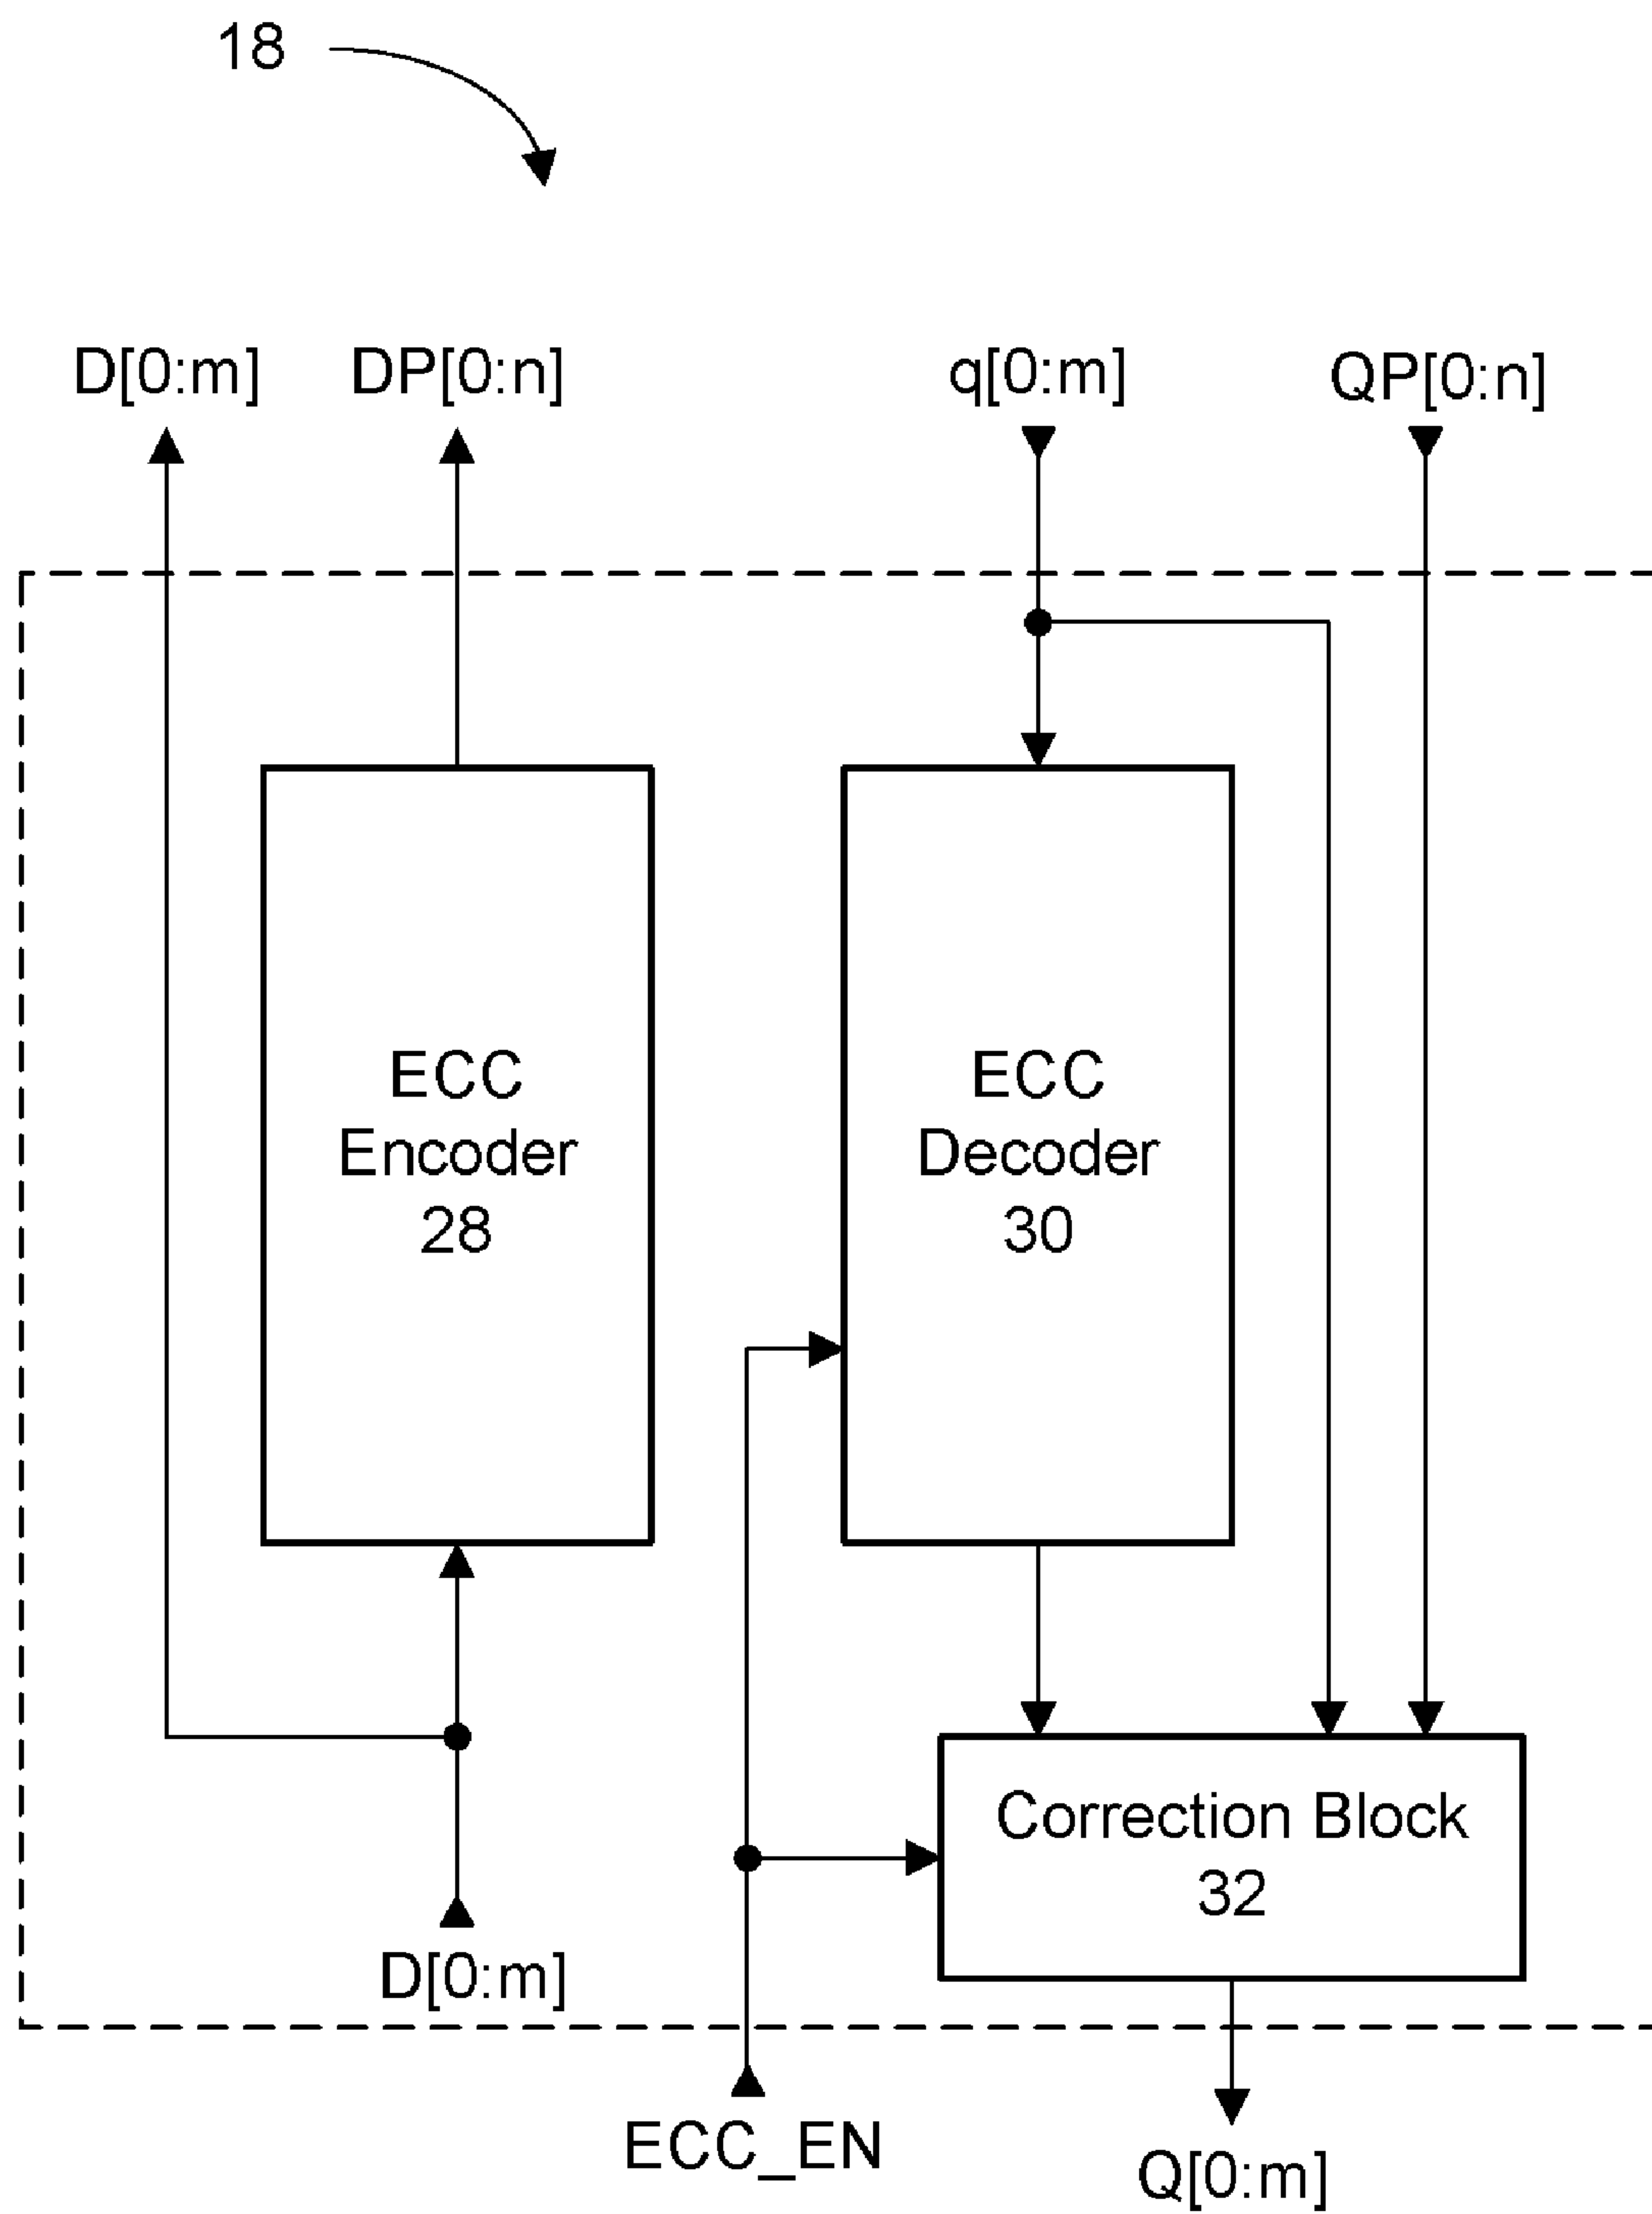 18
D[0:m]
DP[0:n]
q[0:m]
QP[0:n]
ECC
Encoder
28
ECC
Decoder
30
Correction Block
32
D[0:m]
ECC_EN
Q[0:m]